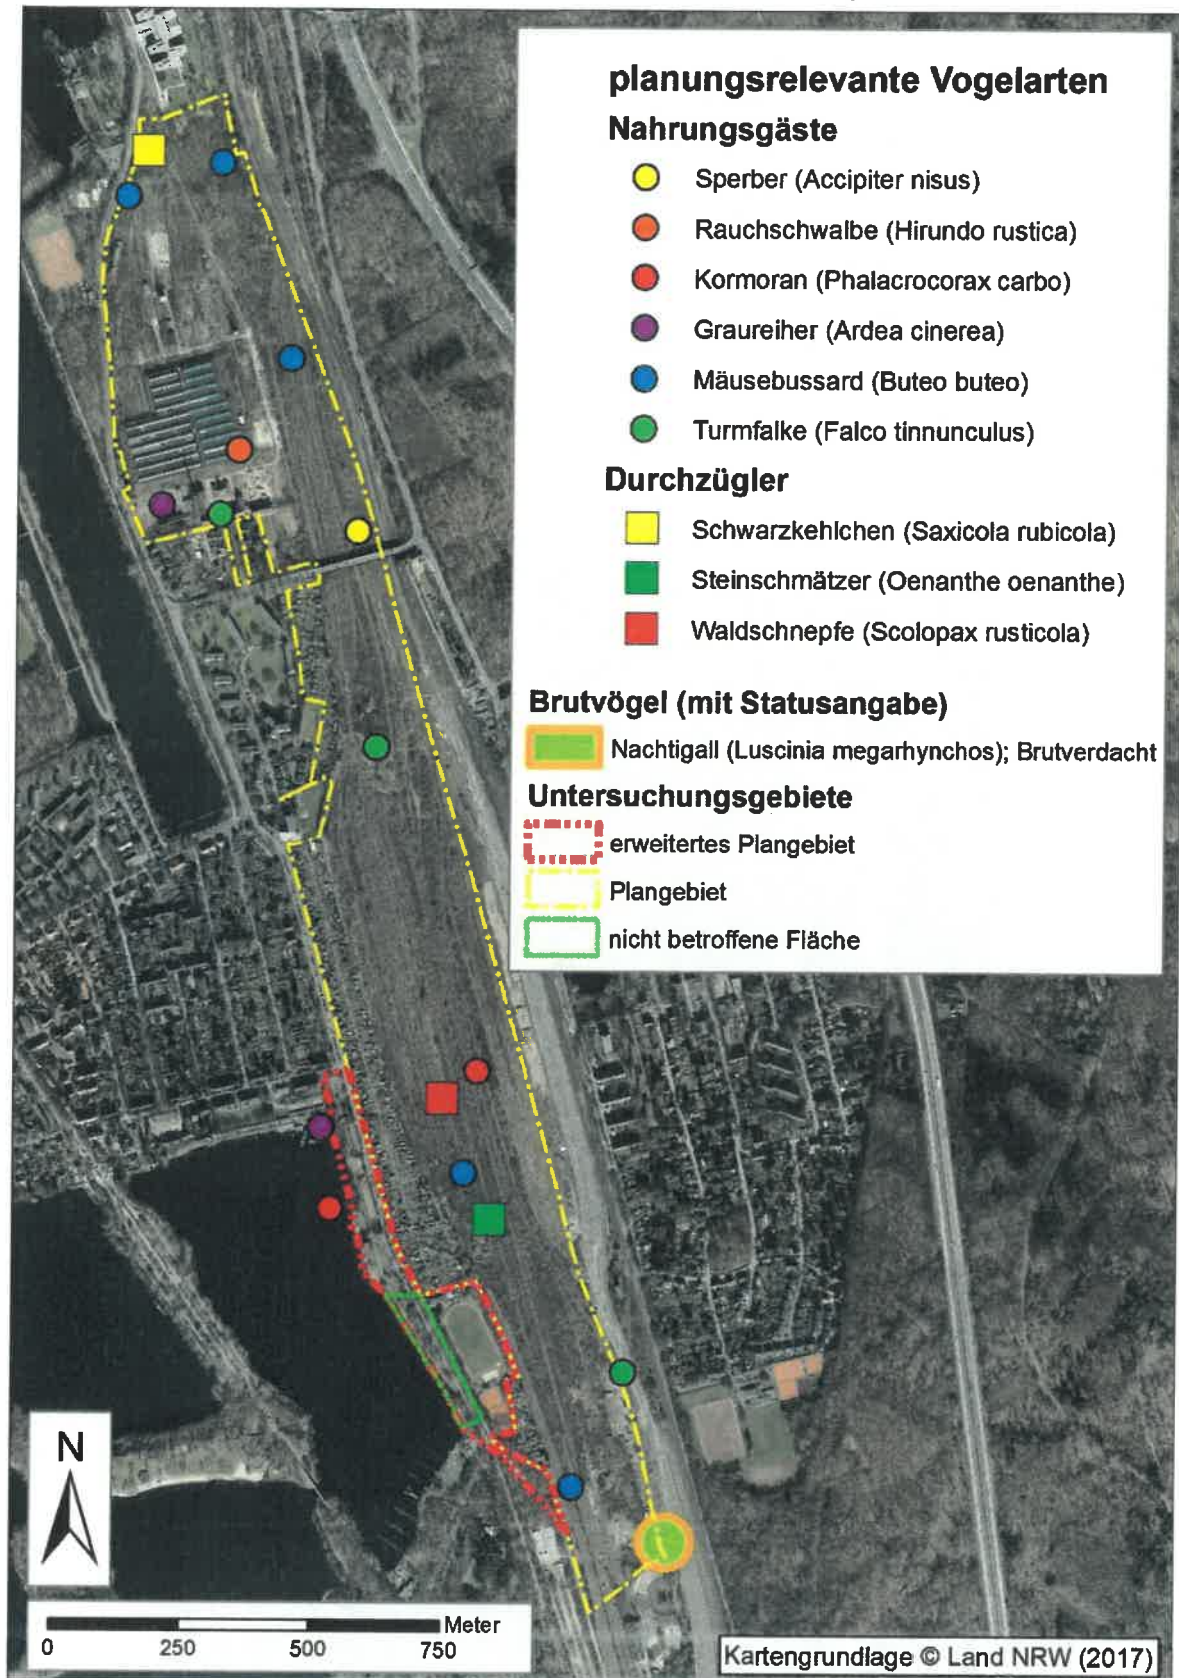 planungsrelevante Vogelarten
Nahrungsgäste
Sperber (Accipiter nisus)
Rauchschwalbe (Hirundo rustica)
Kormoran (Phalacrocorax carbo)
Graureiher (Ardea cinerea)
Mäusebussard (Buteo buteo)
Turmfalke (Falco tinnunculus)
Durchzügler
Schwarzkehlchen (Saxicola rubicola)
Steinschmätzer (Oenanthe oenanthe)
Waldschnepfe (Scolopax rusticola)
Brutvögel (mit Statusangabe)
Nachtigall (Luscinia megarhynchos); Brutverdacht
Untersuchungsgebiete
erweitertes Plangebiet
Plangebiet
nicht betroffene Fläche
N
Meter
0 250 500 750
Kartengrundlage © Land NRW (2017)